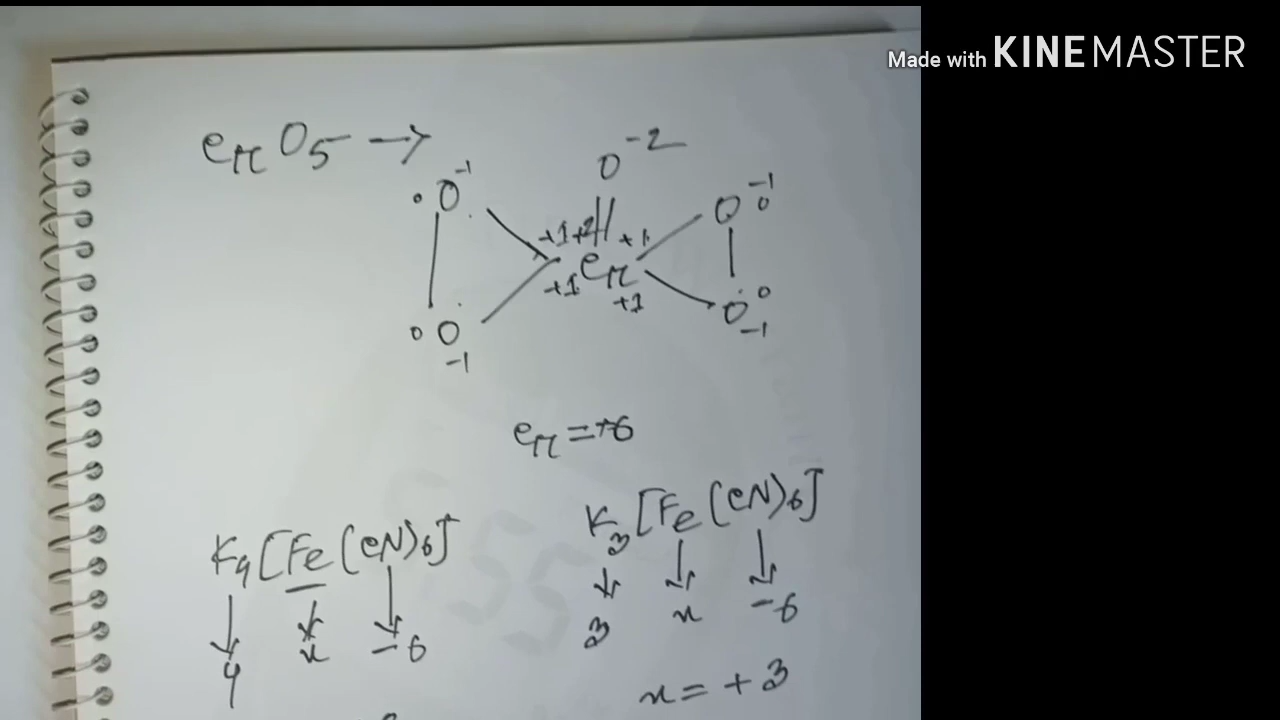 Made with KINEMASTER
CrO5 →
O-2
O-1 O-1
+1 +2 +1
Cr
+1 +1
O-1 O-1
Cr=+6
K4[Fe(CN)6] K3[Fe(CN)6]
4 x -6 3 x -6
x=+3